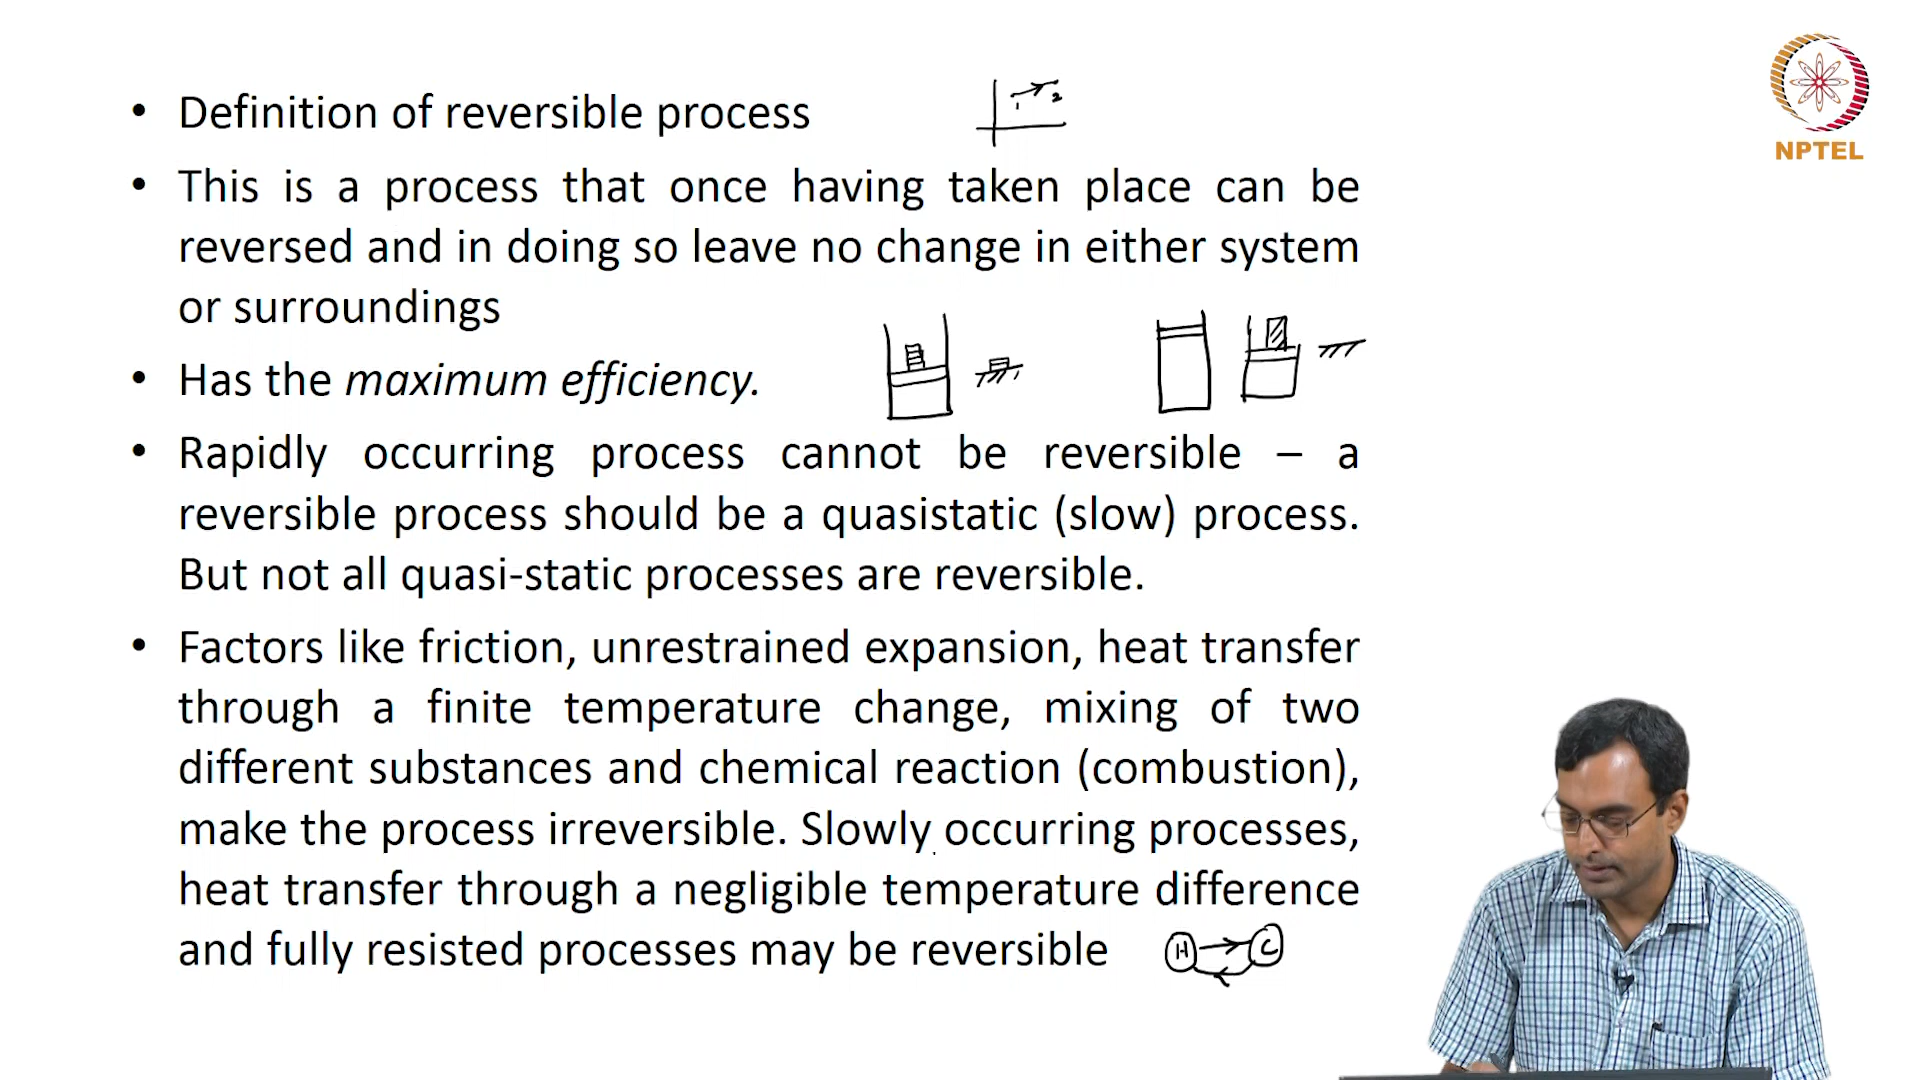 • Definition of reversible process
1 2
NPTEL
• This is a process that once having taken place can be
reversed and in doing so leave no change in either system
or surroundings
• Has the maximum efficiency.
• Rapidly occurring process cannot be reversible – a
reversible process should be a quasistatic (slow) process.
But not all quasi-static processes are reversible.
• Factors like friction, unrestrained expansion, heat transfer
through a finite temperature change, mixing of two
different substances and chemical reaction (combustion),
make the process irreversible. Slowly occurring processes,
heat transfer through a negligible temperature difference
and fully resisted processes may be reversible
H C